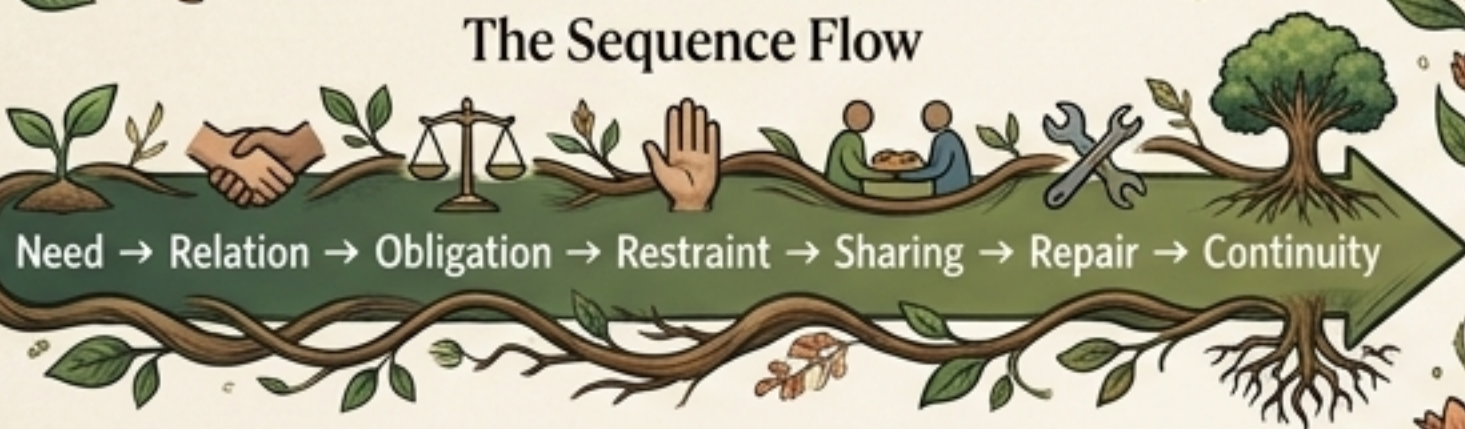 The Sequence Flow
Need → Relation → Obligation → Restraint → Sharing → Repair → Continuity